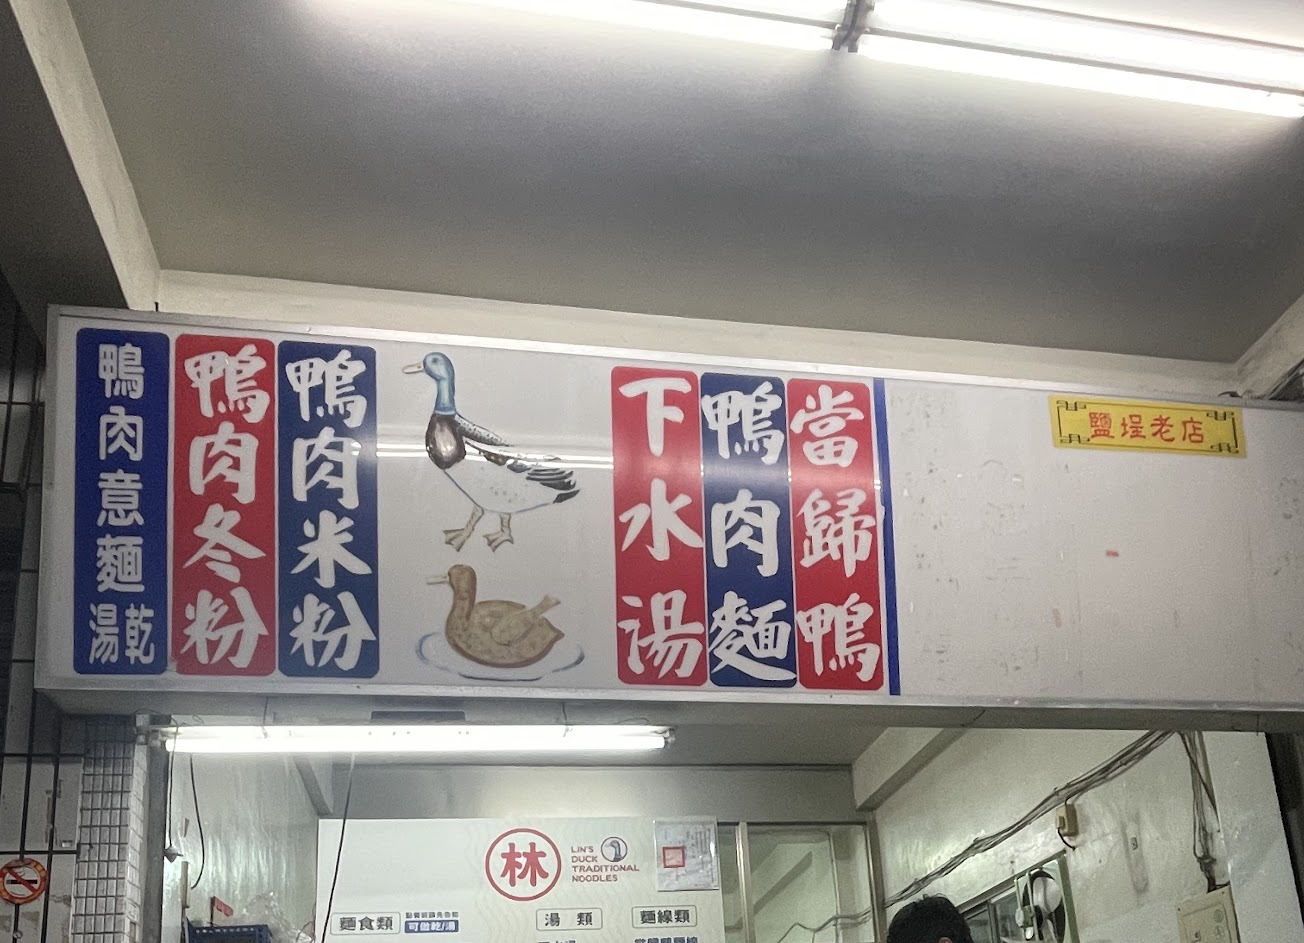 當歸鴨
鴨肉麵
下水湯
鴨肉米粉
鴨肉冬粉
鴨肉意麵
湯乾
鹽埕老店
林
LIN'S
DUCK
TRADITIONAL
NOODLES
麵食類
可做乾/湯
湯類
麵線類